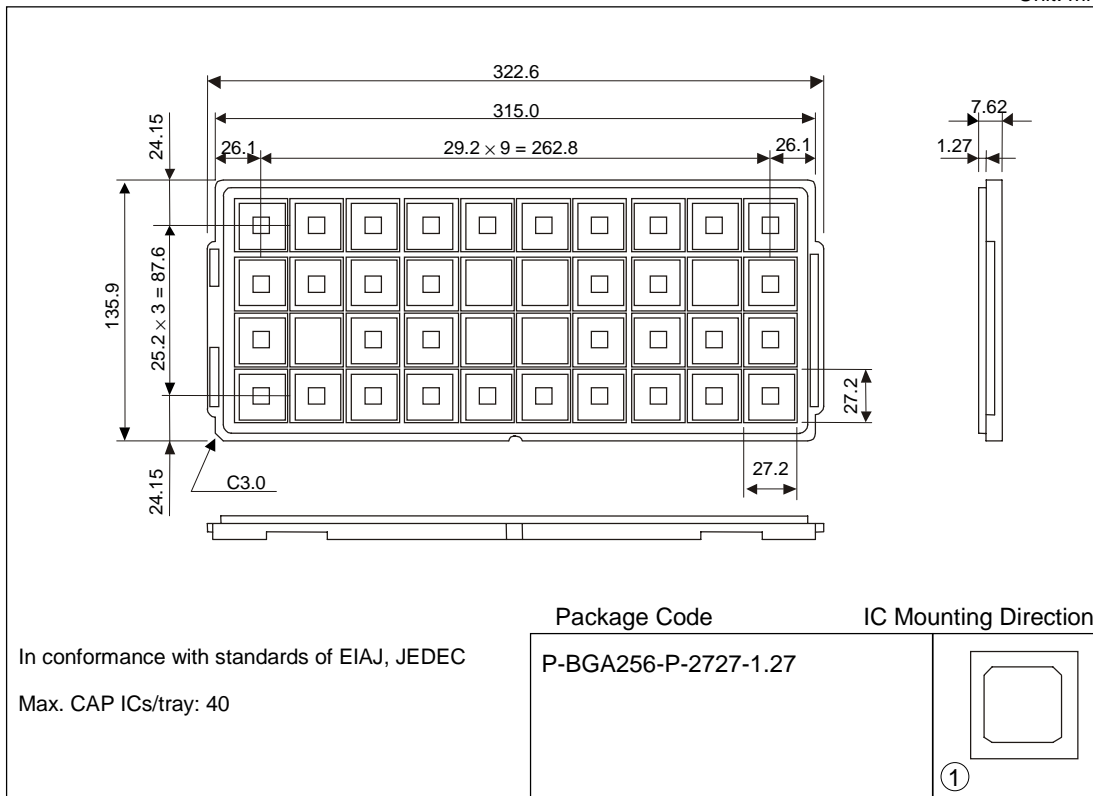 322.6
315.0
7.62
24.15
26.1
29.2 × 9 = 262.8
26.1
1.27
135.9
25.2 × 3 = 87.6
27.2
24.15
C3.0
27.2
Package Code
IC Mounting Direction
In conformance with standards of EIAJ, JEDEC
P-BGA256-P-2727-1.27
Max. CAP ICs/tray: 40
1